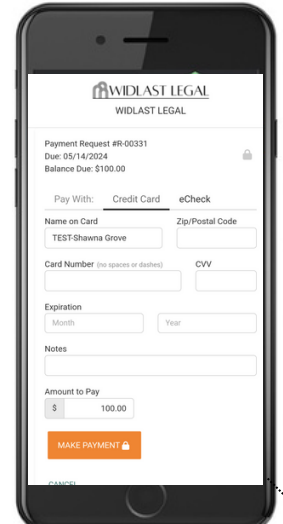 WIDLAST LEGAL
WIDLAST LEGAL
Payment Request #R-00331
Due: 05/14/2024
Balance Due: $100.00
Pay With: Credit Card eCheck
Name on Card Zip/Postal Code
TEST-Shawna Grove
Card Number (no spaces or dashes) CVV
Expiration
Month Year
Notes
Amount to Pay
$ 100.00
MAKE PAYMENT
CANCEL